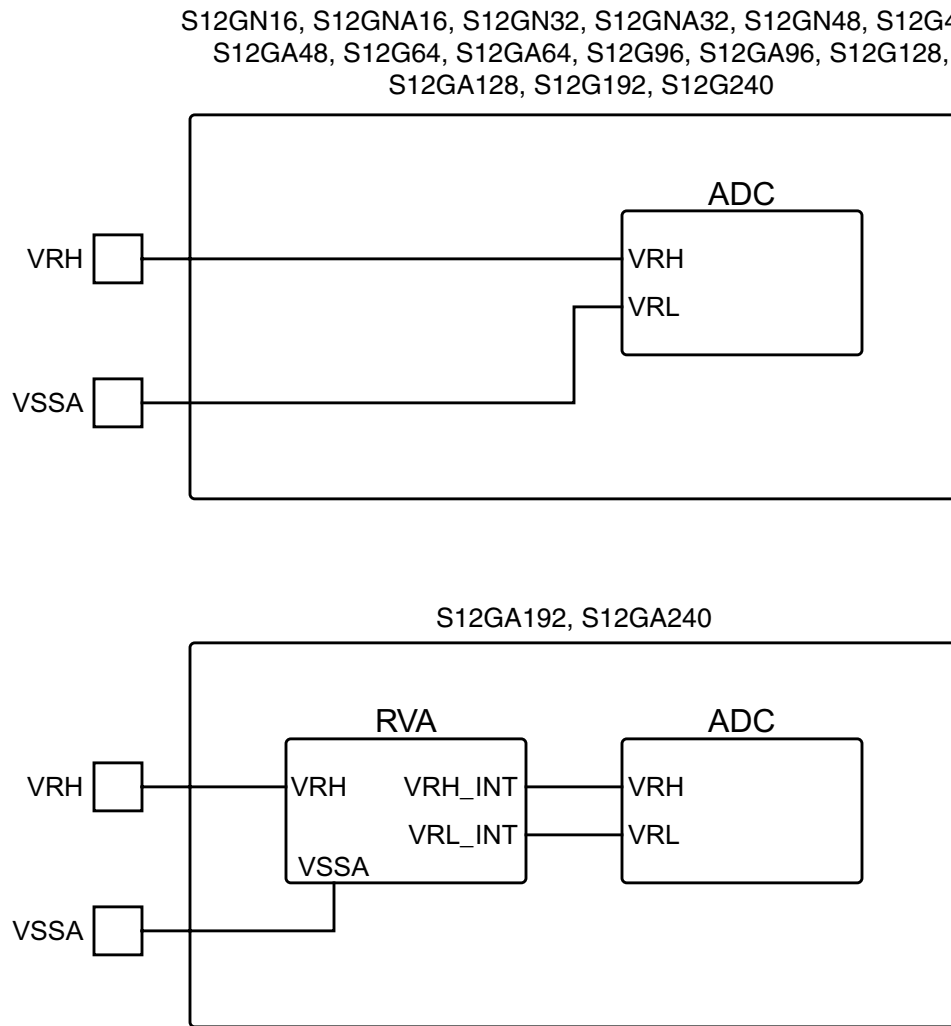 S12GN16, S12GNA16, S12GN32, S12GNA32, S12GN48,
S12GA48, S12G64, S12GA64, S12G96, S12GA96, S12G128,
S12GA128, S12G192, S12G240
ADC
VRH
VRH
VRL
VSSA
S12GA192, S12GA240
RVA
ADC
VRH
VRH
VRH_INT
VRH
VRL_INT
VRL
VSSA
VSSA